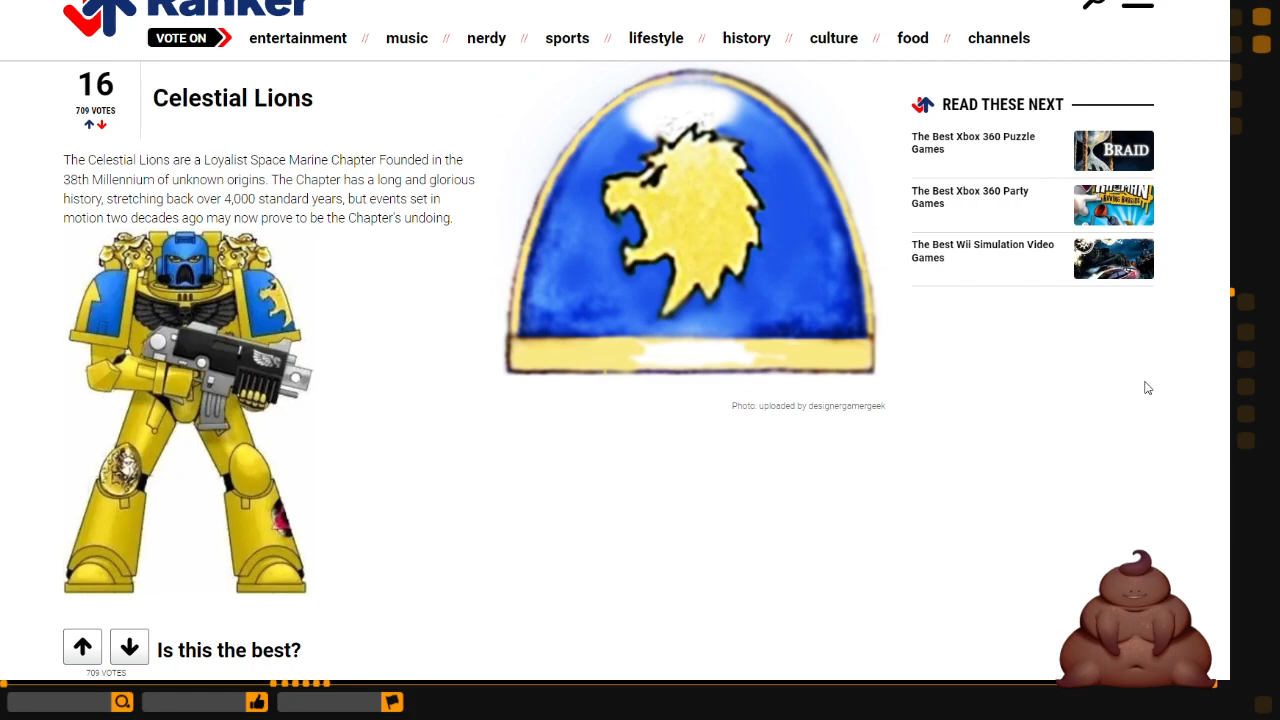 Ranker
VOTE ON
entertainment // music // nerdy // sports // lifestyle // history // culture // food // channels
16
709 VOTES
Celestial Lions
The Celestial Lions are a Loyalist Space Marine Chapter Founded in the
38th Millennium of unknown origins. The Chapter has a long and glorious
history, stretching back over 4,000 standard years, but events set in
motion two decades ago may now prove to be the Chapter's undoing.
Photo: uploaded by designergamergeek
Is this the best?
709 VOTES
READ THESE NEXT
The Best Xbox 360 Puzzle
Games
BRAID
The Best Xbox 360 Party
Games
The Best Wii Simulation Video
Games